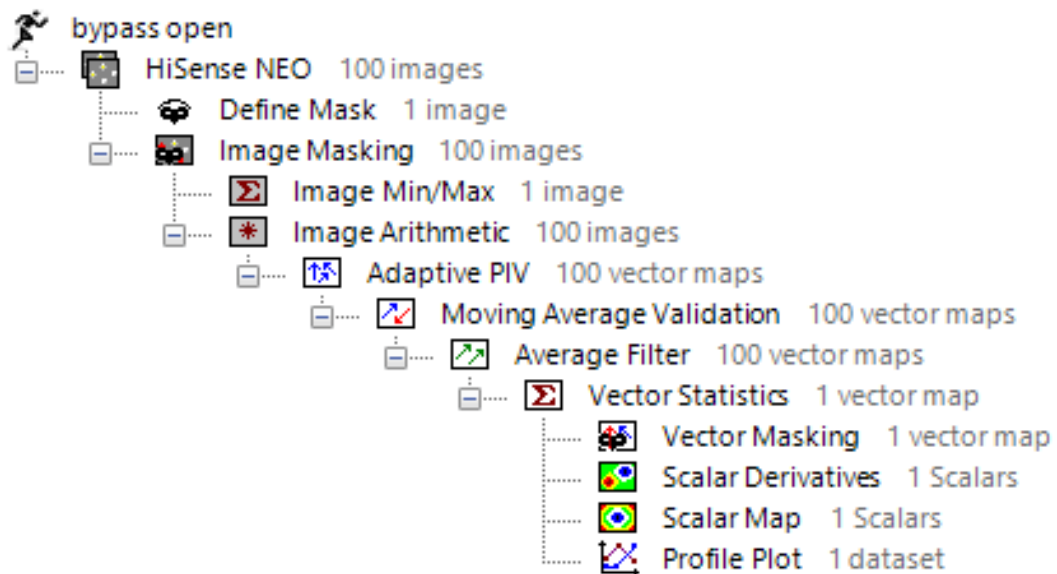 bypass open
HiSense NEO 100 images
Define Mask 1 image
Image Masking 100 images
Image Min/Max 1 image
Image Arithmetic 100 images
Adaptive PIV 100 vector maps
Moving Average Validation 100 vector maps
Average Filter 100 vector maps
Vector Statistics 1 vector map
Vector Masking 1 vector map
Scalar Derivatives 1 Scalars
Scalar Map 1 Scalars
Profile Plot 1 dataset